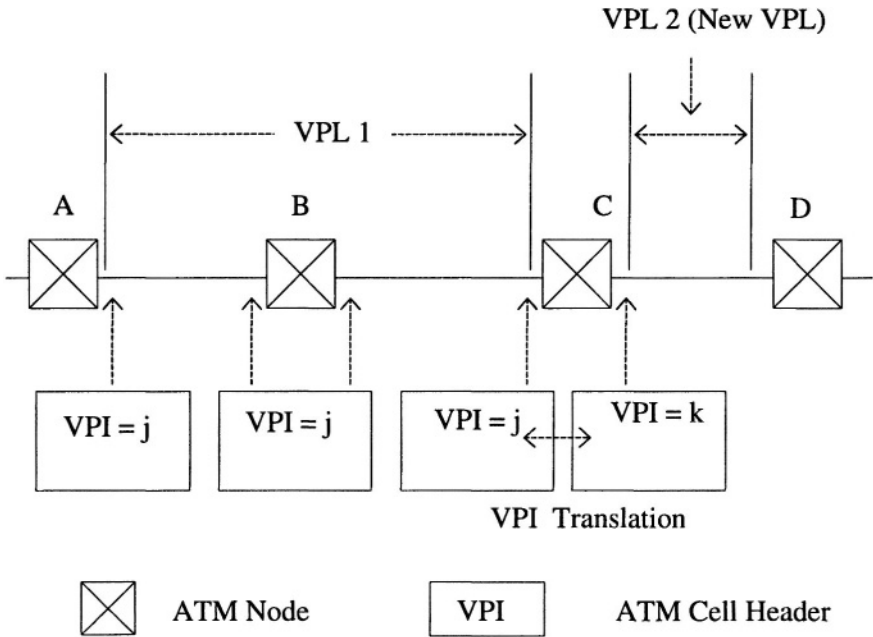 VPL 2 (New VPL)
VPL 1
A
B
C
D
VPI = j
VPI = j
VPI = j
VPI = k
VPI Translation
ATM Node
VPI
ATM Cell Header